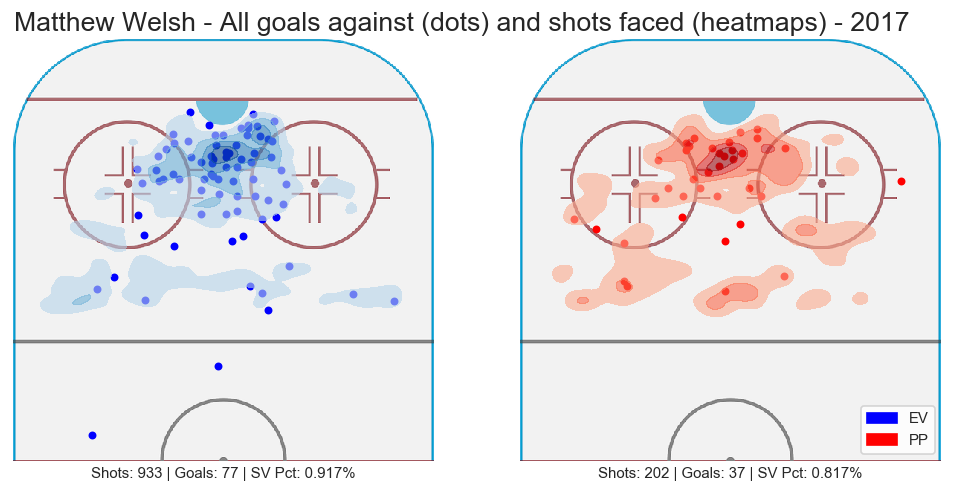 Matthew Welsh - All goals against (dots) and shots faced (heatmaps) - 2017
EV
PP
Shots: 933 | Goals: 77 | SV Pct: 0.917%
Shots: 202 | Goals: 37 | SV Pct: 0.817%